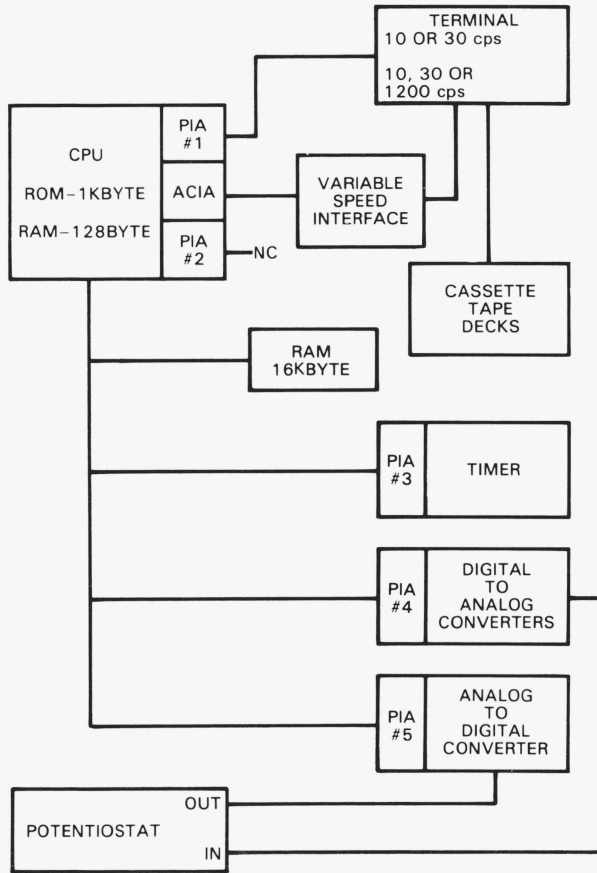 TERMINAL
10 OR 30 cps
10, 30 OR
1200 cps
CPU
ROM-1KBYTE
RAM-128BYTE
PIA
#1
ACIA
PIA
#2
NC
VARIABLE
SPEED
INTERFACE
CASSETTE
TAPE
DECKS
RAM
16KBYTE
PIA
#3
TIMER
PIA
#4
DIGITAL
TO
ANALOG
CONVERTERS
PIA
#5
ANALOG
TO
DIGITAL
CONVERTER
POTENTIOSTAT
OUT
IN